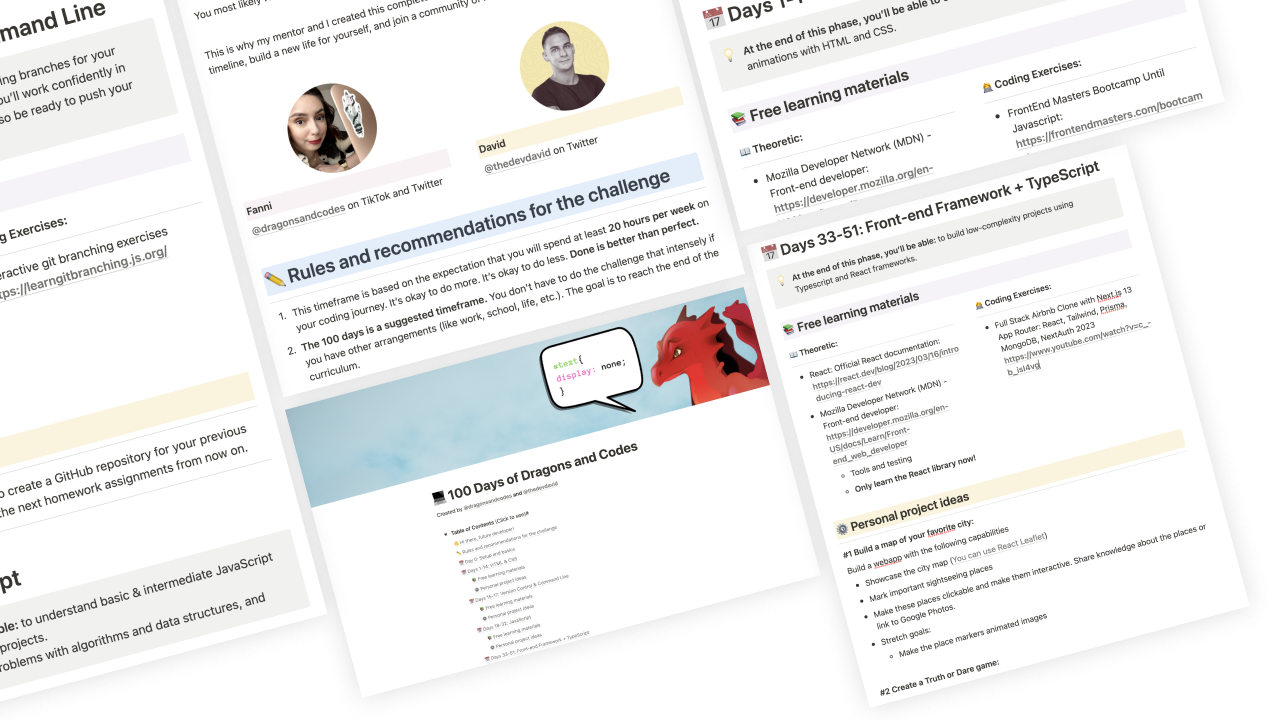 mand Line
ing branches for your
ou'll work confidently in
so be ready to push your
g Exercises:
eractive git branching exercises
tps://learngitbranching.js.org/
o create a GitHub repository for your previous
the next homework assignments from now on.
pt
ble: to understand basic & intermediate JavaScript
projects.
roblems with algorithms and data structures, and
You most likely
This is why my mentor and I created this complete
timeline, build a new life for yourself, and join a community of
Fanni
@dragonsandcodes on TikTok and Twitter
David
@thedevdavid on Twitter
✏️ Rules and recommendations for the challenge
1. This timeframe is based on the expectation that you will spend at least 20 hours per week on
your coding journey. It's okay to do more. It's okay to do less. Done is better than perfect.
2. The 100 days is a suggested timeframe. You don't have to do the challenge that intensely if
you have other arrangements (like work, school, life, etc.). The goal is to reach the end of the
curriculum.
#text{
display: none;
}
100 Days of Dragons and Codes
Created by @dragonsandcodes and @thedevdavid
Table of Contents (Click to see)
👋 Hi there, future developer!
✏️ Rules and recommendations for the challenge
📅 Day 0: Setup and basics
📅 Days 1-14: HTML & CSS
📚 Free learning materials
⚙️ Personal project ideas
📅 Days 15-17: Version Control & Command Line
📚 Free learning materials
⚙️ Personal project ideas
📅 Days 18-32: JavaScript
📚 Free learning materials
⚙️ Personal project ideas
📅 Days 33-51: Front-end Framework + TypeScript
📅 Days 1-
💡 At the end of this phase, you'll be able to
animations with HTML and CSS.
📚 Free learning materials
📖 Theoretic:
• Mozilla Developer Network (MDN) -
Front-end developer:
https://developer.mozilla.org/en-
🧑‍💻 Coding Exercises:
• FrontEnd Masters Bootcamp Until
Javascript:
https://frontendmasters.com/bootcam
📅 Days 33-51: Front-end Framework + TypeScript
💡 At the end of this phase, you'll be able: to build low-complexity projects using
Typescript and React frameworks.
📚 Free learning materials
📖 Theoretic:
• React: Official React documentation:
https://react.dev/blog/2023/03/16/intro
ducing-react-dev
• Mozilla Developer Network (MDN) -
Front-end developer:
https://developer.mozilla.org/en-
US/docs/Learn/Front-
end_web_developer
◦ Tools and testing
◦ Only learn the React library now!
🧑‍💻 Coding Exercises:
• Full Stack Airbnb Clone with Next.js 13
App Router: React, Tailwind, Prisma,
MongoDB, NextAuth 2023
https://www.youtube.com/watch?v=c_-
b_isI4vg
⚙️ Personal project ideas
#1 Build a map of your favorite city:
Build a webapp with the following capabilities
• Showcase the city map (You can use React Leaflet)
• Mark important sightseeing places
• Make these places clickable and make them interactive. Share knowledge about the places or
link to Google Photos.
• Stretch goals:
◦ Make the place markers animated images
#2 Create a Truth or Dare game: